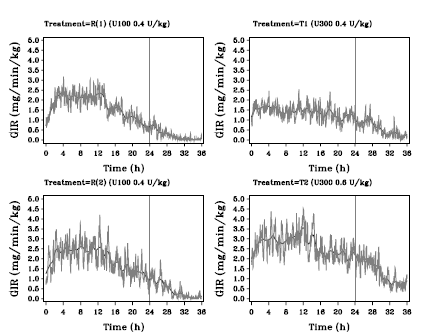 Treatment=R(1) (U100 0.4 U/kg)
Treatment=T1 (U300 0.4 U/kg)
GIR (mg/min/kg)
5.0
4.5
4.0
3.5
3.0
2.5
2.0
1.5
1.0
0.5
0.0
0 4 8 12 16 20 24 28 32 36
Time (h)
GIR (mg/min/kg)
5.0
4.5
4.0
3.5
3.0
2.5
2.0
1.5
1.0
0.5
0.0
0 4 8 12 16 20 24 28 32 36
Time (h)
Treatment=R(2) (U100 0.4 U/kg)
Treatment=T2 (U300 0.6 U/kg)
GIR (mg/min/kg)
5.0
4.5
4.0
3.5
3.0
2.5
2.0
1.5
1.0
0.5
0.0
0 4 8 12 16 20 24 28 32 36
Time (h)
GIR (mg/min/kg)
5.0
4.5
4.0
3.5
3.0
2.5
2.0
1.5
1.0
0.5
0.0
0 4 8 12 16 20 24 28 32 36
Time (h)